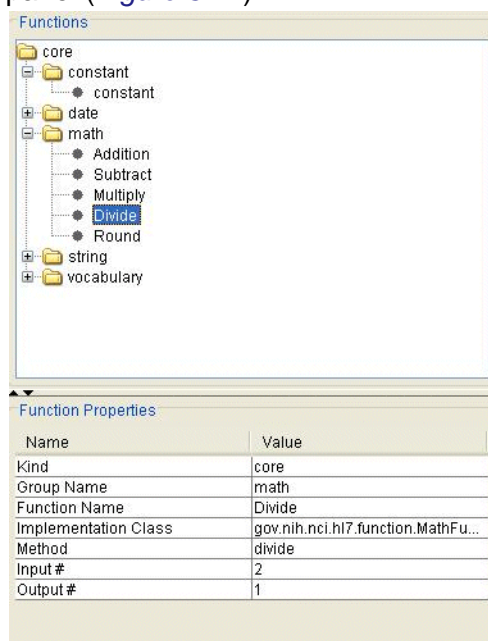 Functions
core
constant
constant
date
math
Addition
Subtract
Multiply
Divide
Round
string
vocabulary
Function Properties
Name Value
Kind core
Group Name math
Function Name Divide
Implementation Class gov.nih.nci.hl7.function.MathFu...
Method divide
Input # 2
Output # 1